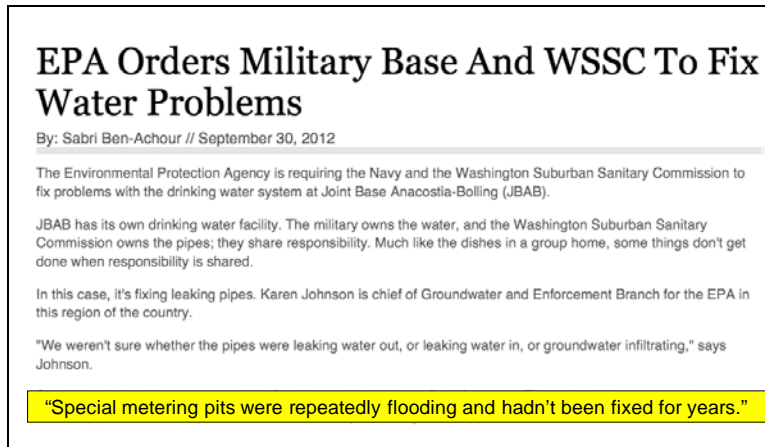 EPA Orders Military Base And WSSC To Fix
Water Problems
By: Sabri Ben-Achour // September 30, 2012
The Environmental Protection Agency is requiring the Navy and the Washington Suburban Sanitary Commission to
fix problems with the drinking water system at Joint Base Anacostia-Bolling (JBAB).
JBAB has its own drinking water facility. The military owns the water, and the Washington Suburban Sanitary
Commission owns the pipes; they share responsibility. Much like the dishes in a group home, some things don't get
done when responsibility is shared.
In this case, it's fixing leaking pipes. Karen Johnson is chief of Groundwater and Enforcement Branch for the EPA in
this region of the country.
"We weren't sure whether the pipes were leaking water out, or leaking water in, or groundwater infiltrating," says
Johnson.
“Special metering pits were repeatedly flooding and hadn’t been fixed for years.”